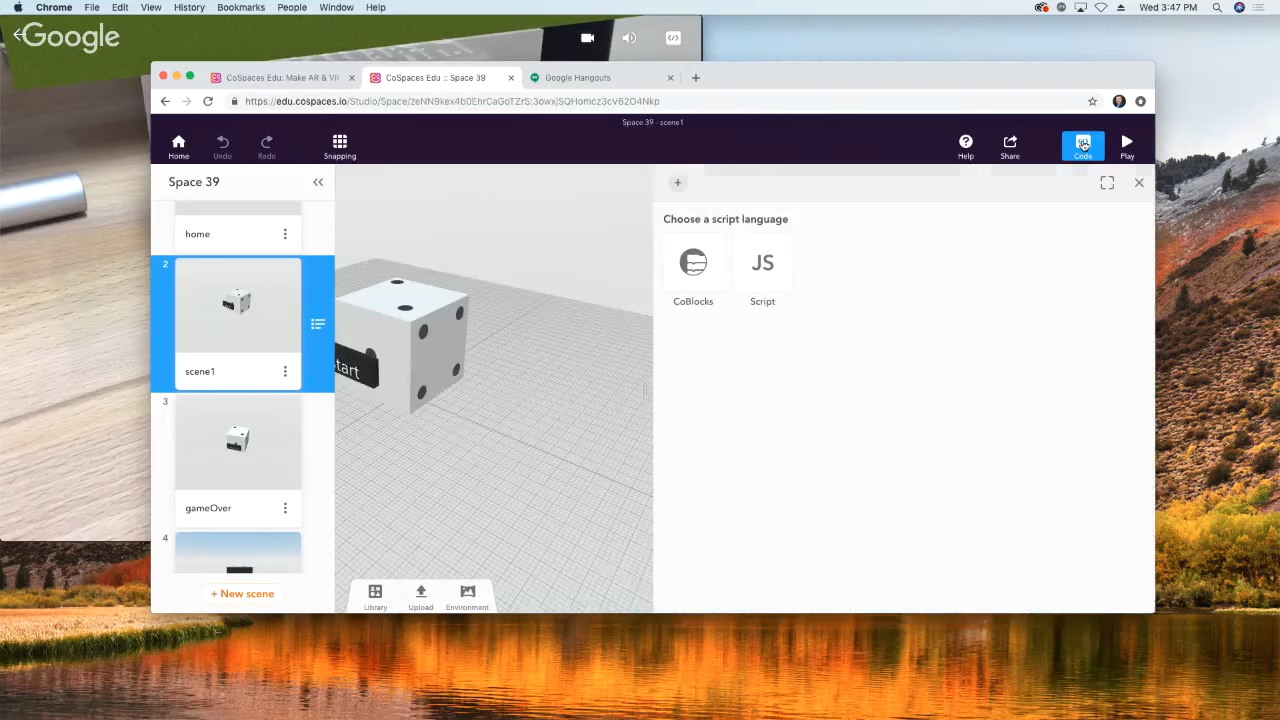 Chrome File Edit View History Bookmarks People Window Help
Wed 3:47 PM
Google
CoSpaces Edu: Make AR & VR
CoSpaces Edu :: Space 39
Google Hangouts
https://edu.cospaces.io/Studio/Space/zeNN9kex4b0EhrCaGoTZrS:3owxjSQHomcz3cV62O4Nkp
Space 39 - scene1
Home
Undo
Redo
Snapping
Help
Share
Code
Play
Space 39
home
2
scene1
3
gameOver
4
+ New scene
tart
Library
Upload
Environment
Choose a script language
JS
CoBlocks
Script